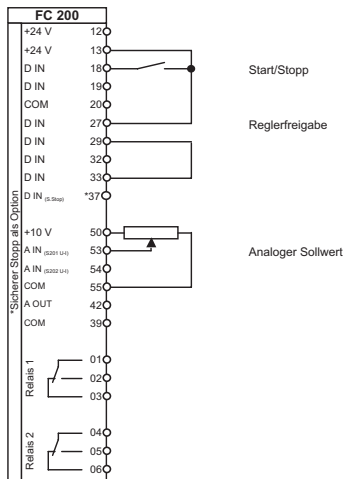 FC 200
+24 V 12
+24 V 13
D IN 18 Start/Stopp
D IN 19
COM 20
D IN 27 Reglerfreigabe
D IN 29
D IN 32
D IN 33
D IN (S.Stop) *37
+10 V 50
A IN (S201 U-I) 53 Analoger Sollwert
A IN (S202 U-I) 54
COM 55
A OUT 42
COM 39
*Sicherer Stopp als Option
Relais 1
01
02
03
Relais 2
04
05
06